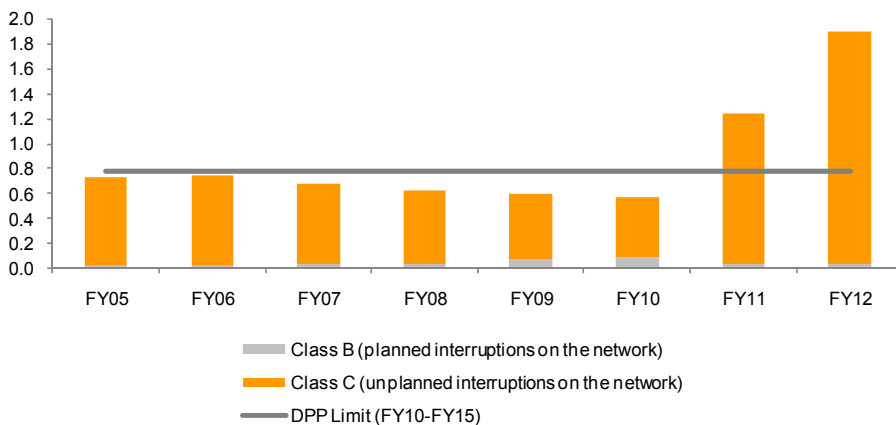 2.0
1.8
1.6
1.4
1.2
1.0
0.8
0.6
0.4
0.2
0.0
FY05 FY06 FY07 FY08 FY09 FY10 FY11 FY12
Class B (planned interruptions on the network)
Class C (unplanned interruptions on the network)
DPP Limit (FY10-FY15)